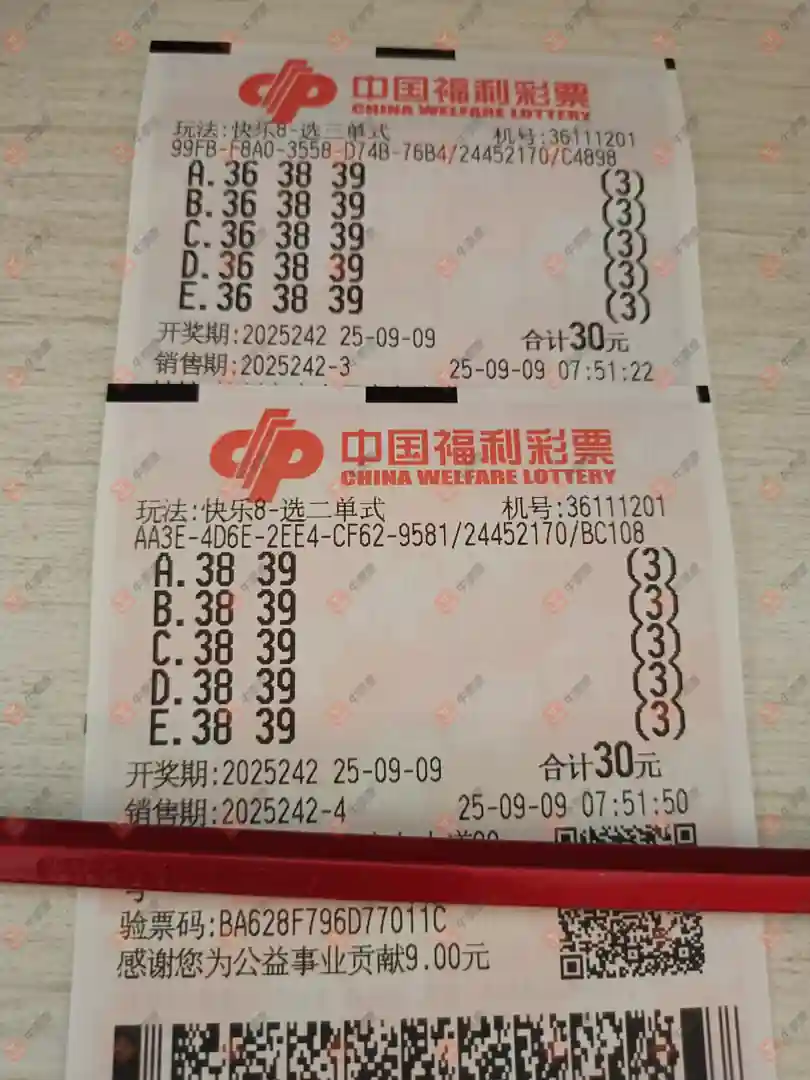 中国福利彩票
CHINA WELFARE LOTTERY
玩法:快乐8-选三单式 机号:36111201
99FB-F8A0-3558-D74B-76B4/24452170/C4898
A.36 38 39 (3)
B.36 38 39 (3)
C.36 38 39 (3)
D.36 38 39 (3)
E.36 38 39 (3)
开奖期:2025242 25-09-09 合计30元
销售期:2025242-3 25-09-09 07:51:22
中国福利彩票
CHINA WELFARE LOTTERY
玩法:快乐8-选二单式 机号:36111201
AA3E-4D6E-2EE4-CF62-9581/24452170/BC108
A.38 39 (3)
B.38 39 (3)
C.38 39 (3)
D.38 39 (3)
E.38 39 (3)
开奖期:2025242 25-09-09 合计30元
销售期:2025242-4 25-09-09 07:51:50
号
验票码:BA628F796D77011C
感谢您为公益事业贡献9.00元